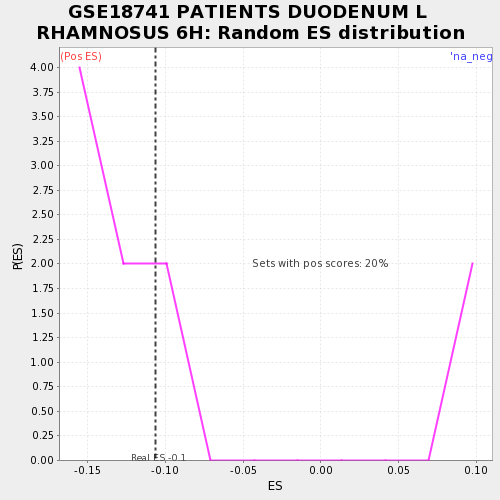 GSE18741 PATIENTS DUODENUM L
RHAMNOSUS 6H: Random ES distribution
(Pos ES)
'na_neg
4.00
3.75
3.50
3.25
3.00
2.75
2.50
2.25
2.00
1.75
1.50
1.25
1.00
0.75
0.50
0.25
0.00
P(ES)
Sets with pos scores: 20%
Real ES -0.1
-0.15
-0.10
-0.05
0.00
0.05
0.10
ES